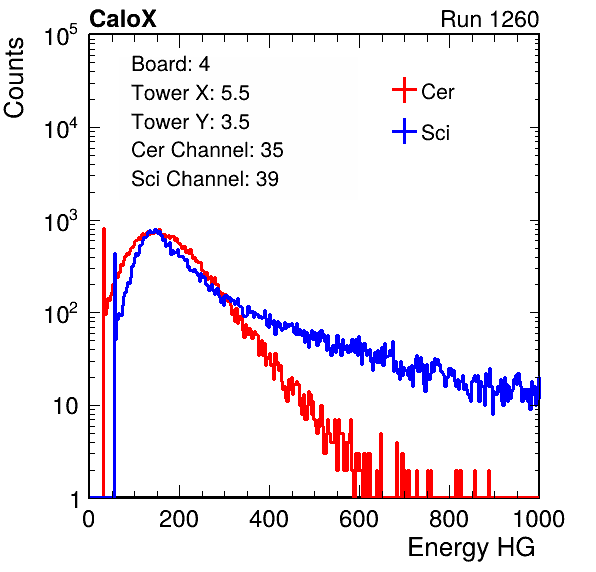 CaloX Run 1260
Counts
Board: 4
Tower X: 5.5
Tower Y: 3.5
Cer Channel: 35
Sci Channel: 39
Cer
Sci
10^5
10^4
10^3
10^2
10
1
0 200 400 600 800 1000
Energy HG